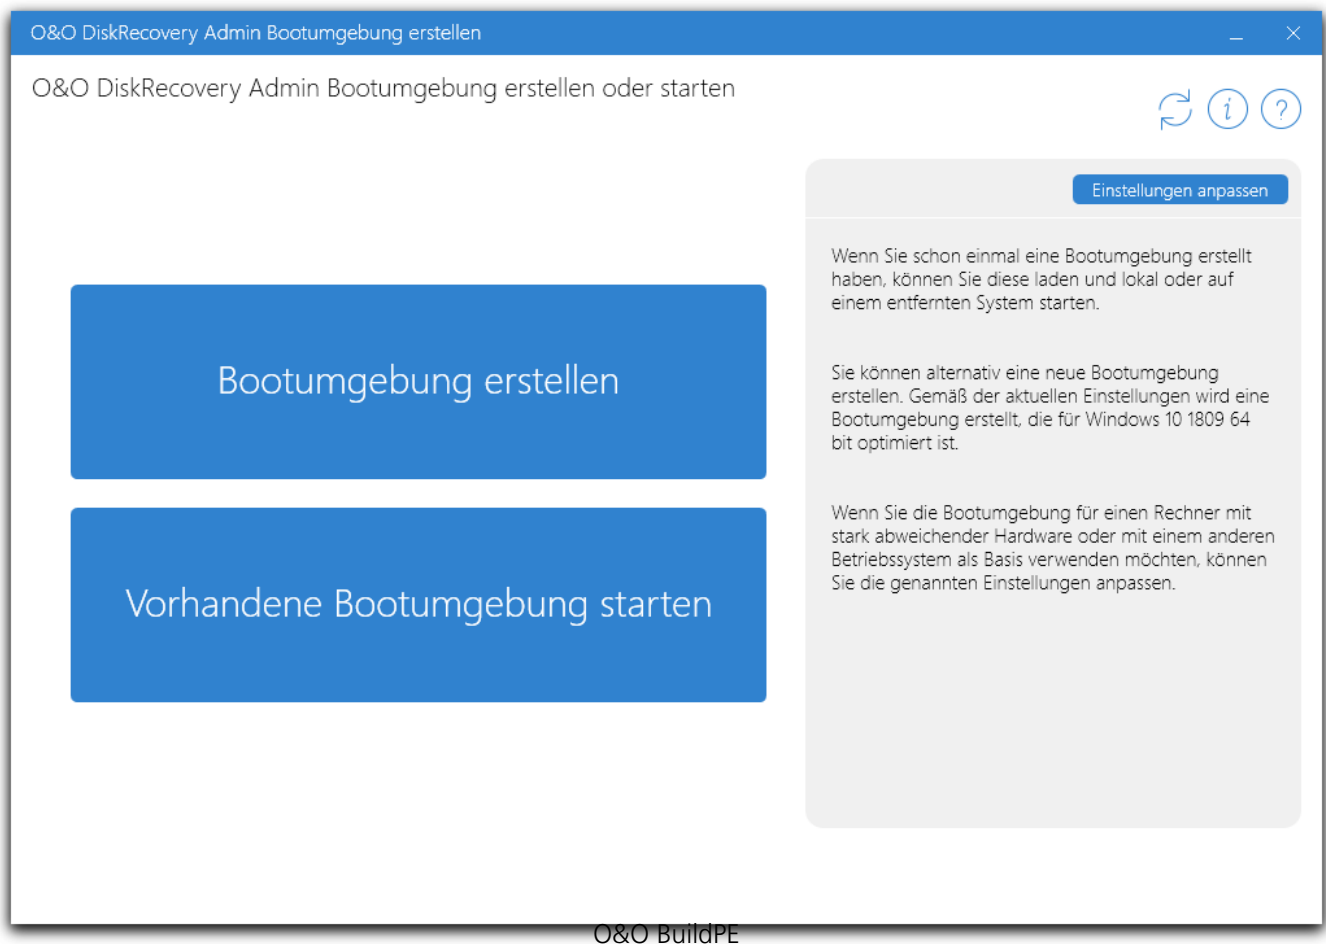 O&O DiskRecovery Admin Bootumgebung erstellen
O&O DiskRecovery Admin Bootumgebung erstellen oder starten
i
?
Einstellungen anpassen
Wenn Sie schon einmal eine Bootumgebung erstellt
haben, können Sie diese laden und lokal oder auf
einem entfernten System starten.
Sie können alternativ eine neue Bootumgebung
erstellen. Gemäß der aktuellen Einstellungen wird eine
Bootumgebung erstellt, die für Windows 10 1809 64
bit optimiert ist.
Wenn Sie die Bootumgebung für einen Rechner mit
stark abweichender Hardware oder mit einem anderen
Betriebssystem als Basis verwenden möchten, können
Sie die genannten Einstellungen anpassen.
Bootumgebung erstellen
Vorhandene Bootumgebung starten
O&O BuildPE